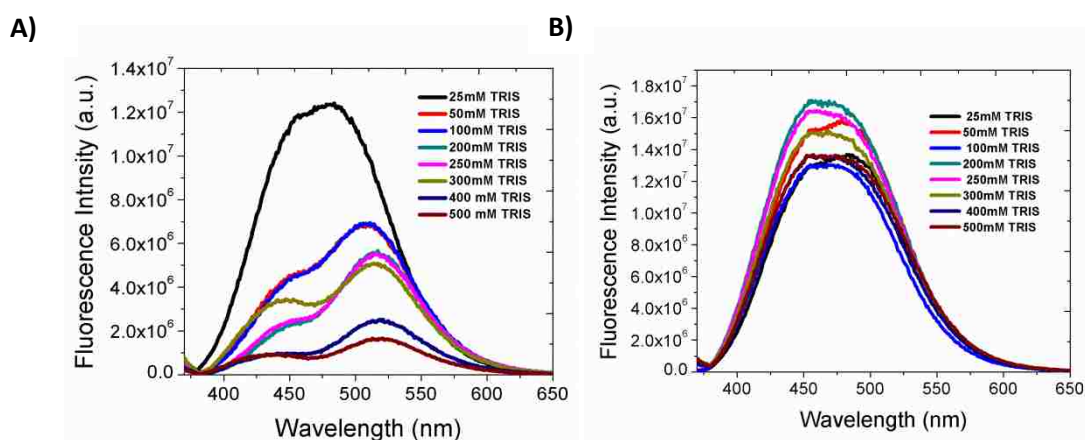 A)
B)
Fluorescence Intnsity (a.u.)
1.4x10⁷
1.2x10⁷
1.0x10⁷
8.0x10⁶
6.0x10⁶
4.0x10⁶
2.0x10⁶
0.0
25mM TRIS
50mM TRIS
100mM TRIS
200mM TRIS
250mM TRIS
300mM TRIS
400 mM TRIS
500 mM TRIS
400 450 500 550 600 650
Wavelength (nm)
Fluorescence Intensity (a.u.)
1.8x10⁷
1.6x10⁷
1.4x10⁷
1.2x10⁷
1.0x10⁷
8.0x10⁶
6.0x10⁶
4.0x10⁶
2.0x10⁶
0.0
25mM TRIS
50mM TRIS
100mM TRIS
200mM TRIS
250mM TRIS
300mM TRIS
400mM TRIS
500mM TRIS
400 450 500 550 600 650
Wavelength (nm)